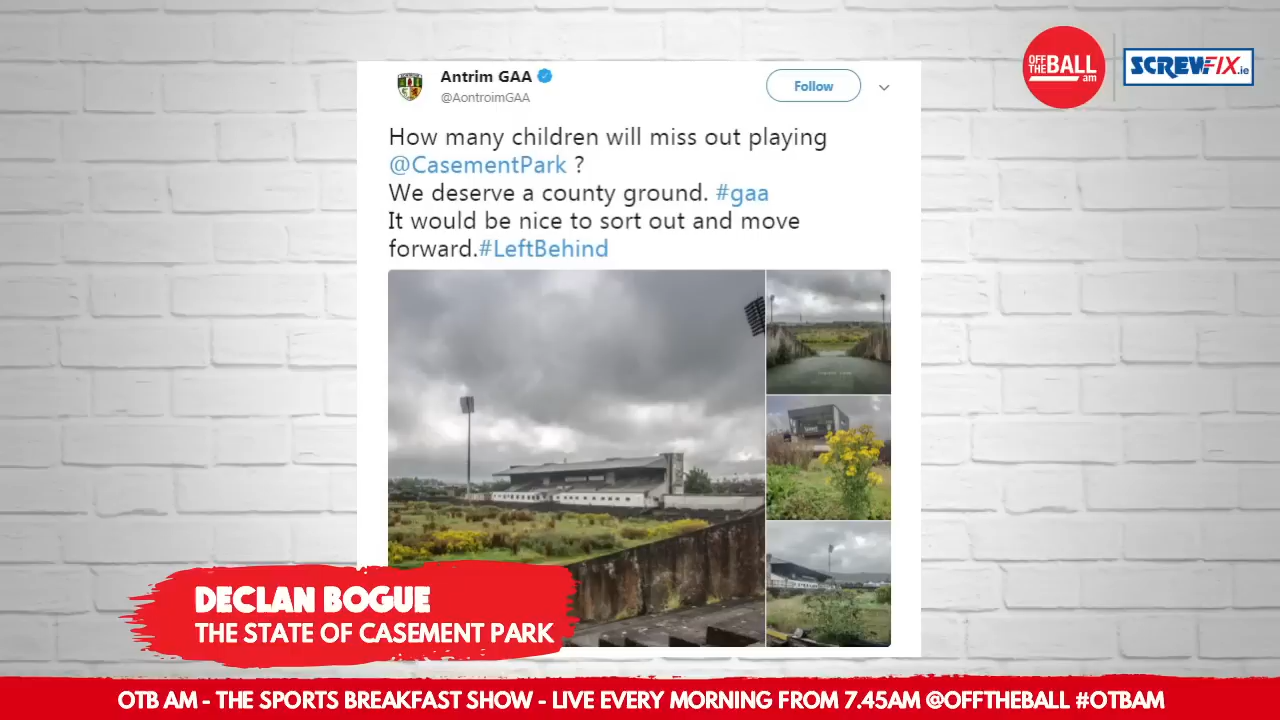 Antrim GAA
@AontroimGAA
Follow
How many children will miss out playing
@CasementPark ?
We deserve a county ground. #gaa
It would be nice to sort out and move
forward.#LeftBehind
OFF THE BALL am
SCREWFIX.ie
DECLAN BOGUE
THE STATE OF CASEMENT PARK
OTB AM - THE SPORTS BREAKFAST SHOW - LIVE EVERY MORNING FROM 7.45AM @OFFTHEBALL #OTBAM